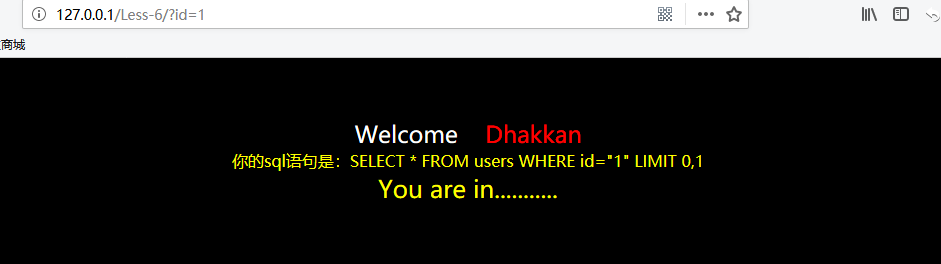 127.0.0.1/Less-6/?id=1
商城
Welcome Dhakkan
你的sql语句是：SELECT * FROM users WHERE id="1" LIMIT 0,1
You are in...........